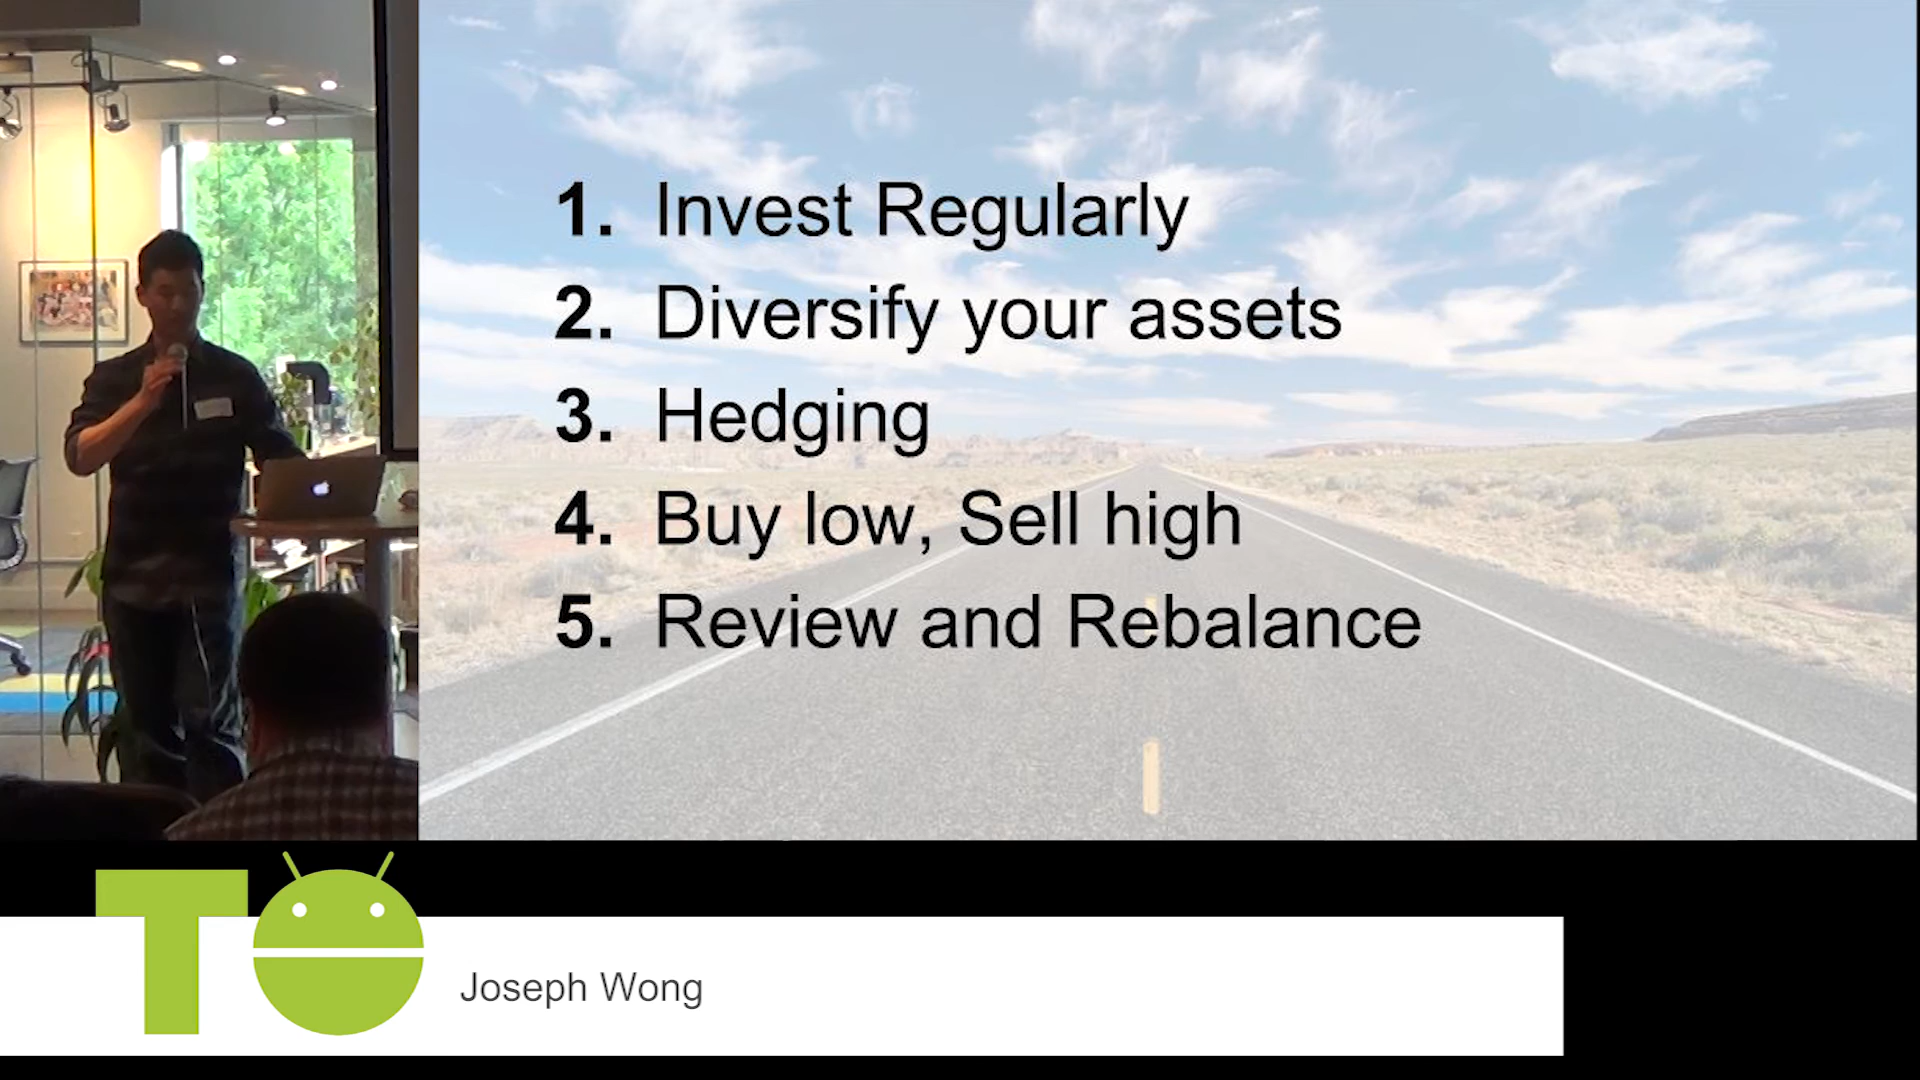 1. Invest Regularly
2. Diversify your assets
3. Hedging
4. Buy low, Sell high
5. Review and Rebalance
TO
Joseph Wong